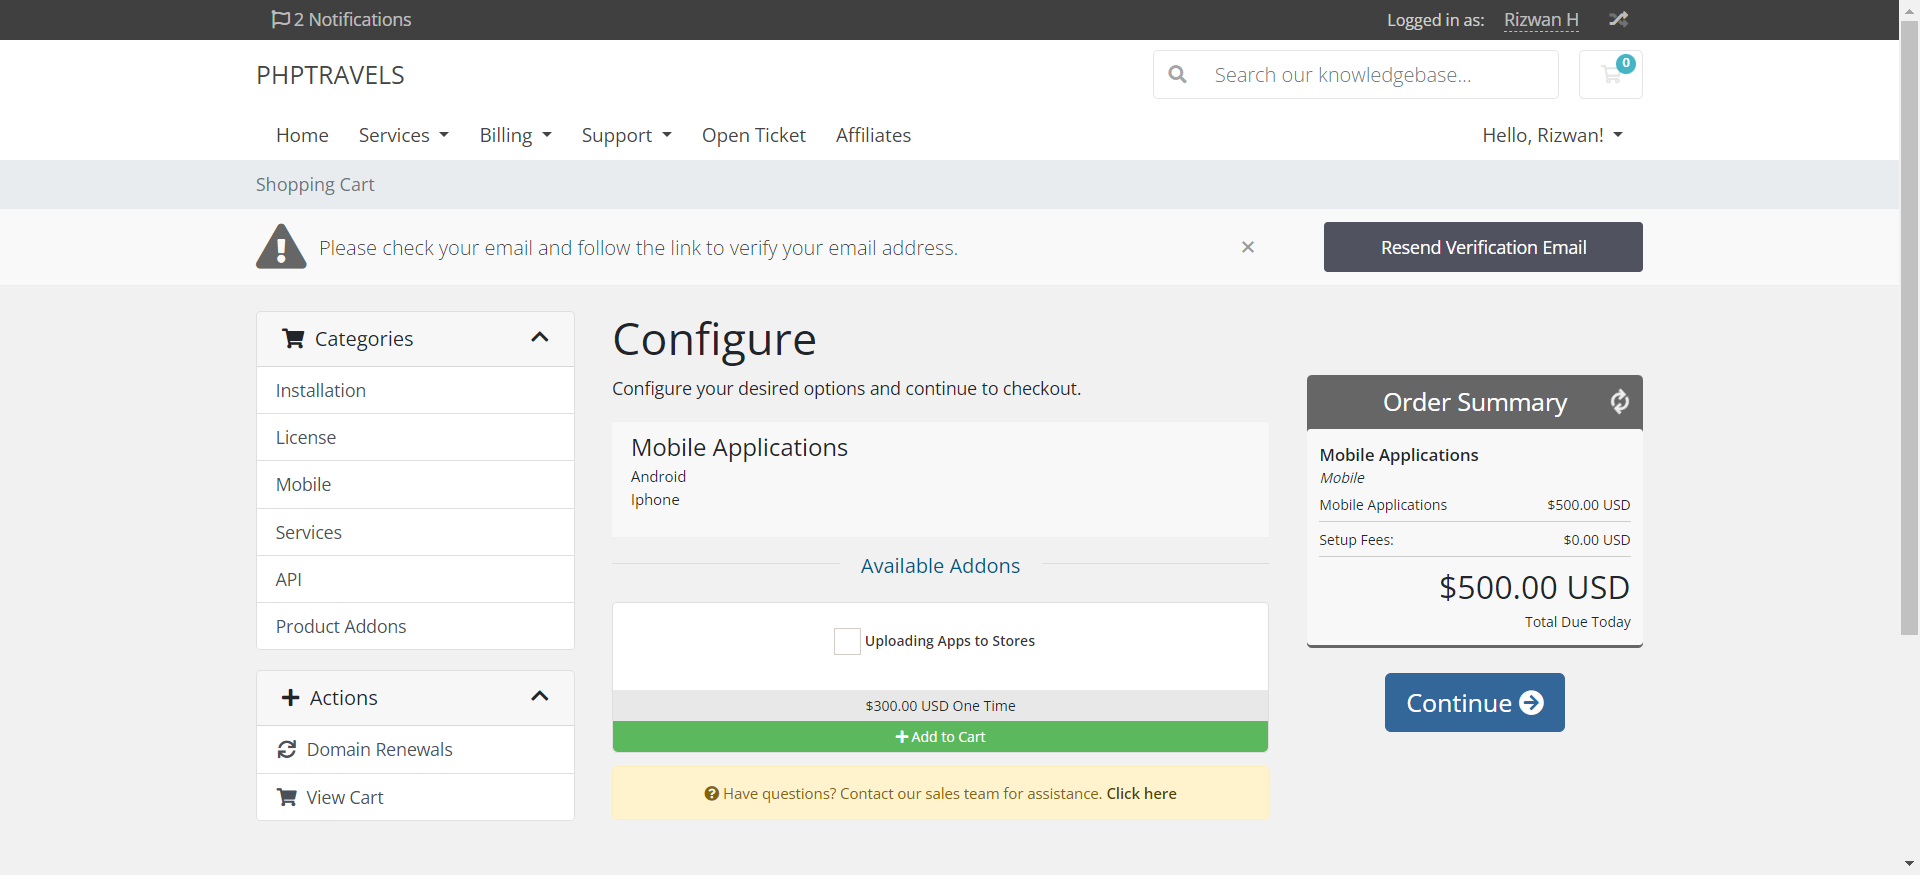 2 Notifications
Logged in as: Rizwan H
PHPTRAVELS
Search our knowledgebase...
0
Home Services Billing Support Open Ticket Affiliates
Hello, Rizwan!
Shopping Cart
Please check your email and follow the link to verify your email address.
Resend Verification Email
Categories
Installation
License
Mobile
Services
API
Product Addons
Actions
Domain Renewals
View Cart
Configure
Configure your desired options and continue to checkout.
Mobile Applications
Android
Iphone
Available Addons
Uploading Apps to Stores
$300.00 USD One Time
Add to Cart
Have questions? Contact our sales team for assistance. Click here
Order Summary
Mobile Applications
Mobile
Mobile Applications $500.00 USD
Setup Fees: $0.00 USD
$500.00 USD
Total Due Today
Continue